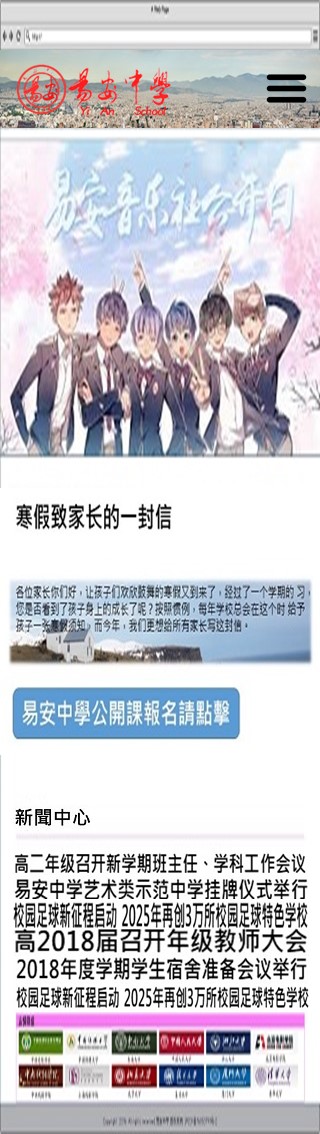 Web Page
易安
易安中學
Yi an School
易安音乐社合作日
寒假致家长的一封信
各位家长你们好，让孩子们欢欣鼓舞的寒假又到来了，经过了一个学期的 习，
您是否看到了孩子身上的成长了呢？按照惯例，每年学校总会在这个时 给予
孩子一张寒假须知，而今年，我们更想给所有家长写这封信。
易安中學公開課報名請點擊
新聞中心
高二年级召开新学期班主任、学科工作会议
易安中学艺术类示范中学挂牌仪式举行
校园足球新征程启动 2025年再创3万所校园足球特色学校
高2018届召开年级教师大会
2018年度学期学生宿舍准备会议举行
校园足球新征程启动 2025年再创3万所校园足球特色学校